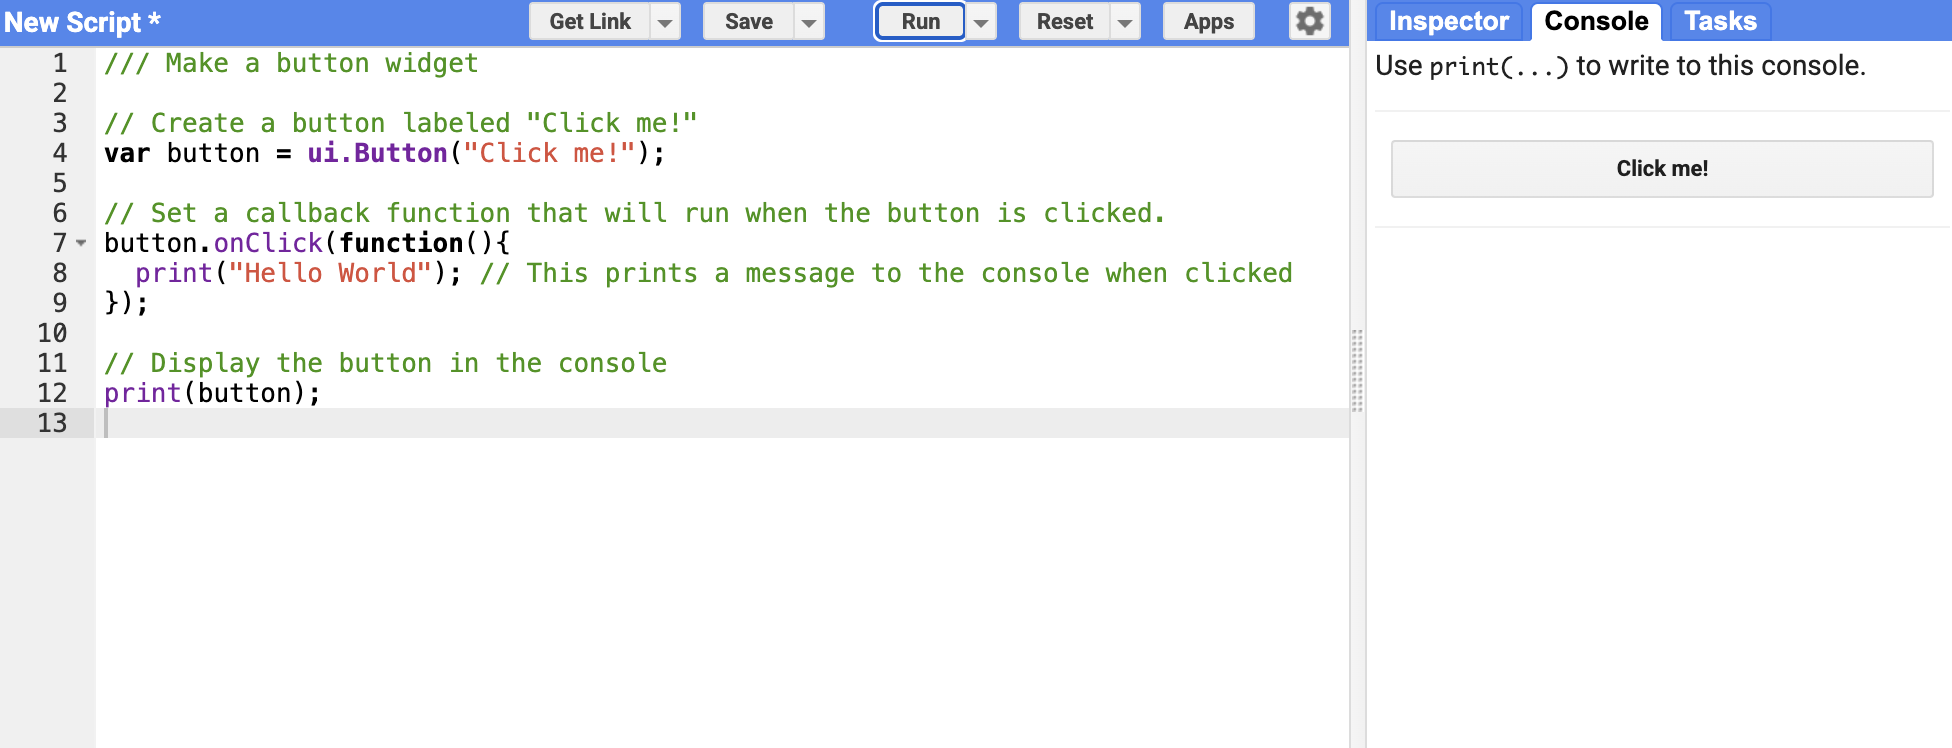 New Script *
Get Link
Save
Run
Reset
Apps
Inspector
Console
Tasks
1 /// Make a button widget
2
3 // Create a button labeled "Click me!"
4 var button = ui.Button("Click me!");
5
6 // Set a callback function that will run when the button is clicked.
7 button.onClick(function(){
8 print("Hello World"); // This prints a message to the console when clicked
9 });
10
11 // Display the button in the console
12 print(button);
13
Use print(...) to write to this console.
Click me!